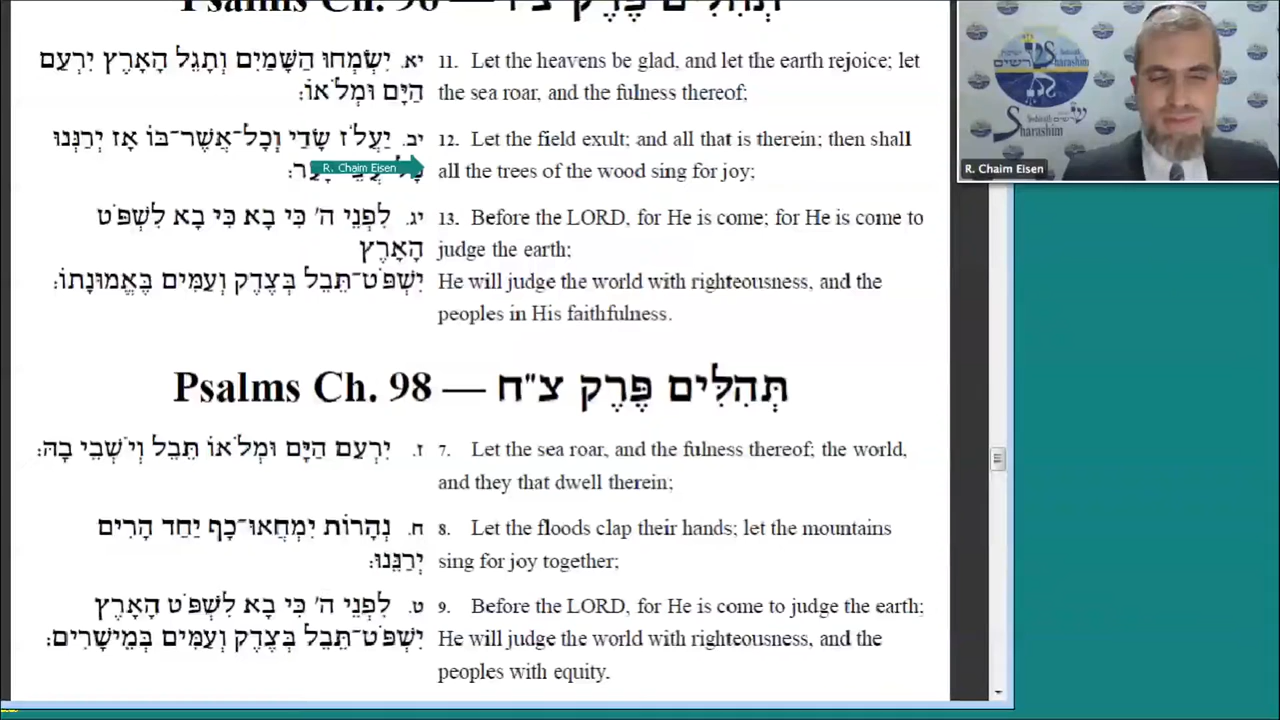 Psalms Ch. 96 — תְּהִלִּים פֶּרֶק צ"ו
יא. יִשְׂמְחוּ הַשָּׁמַיִם וְתָגֵל הָאָרֶץ יִרְעַם
הַיָּם וּמְלֹאוֹ:
11. Let the heavens be glad, and let the earth rejoice; let
the sea roar, and the fulness thereof;
יב. יַעֲלֹז שָׂדַי וְכָל־אֲשֶׁר־בּוֹ אָז יְרַנְּנוּ
R. Chaim Eisen
12. Let the field exult; and all that is therein; then shall
all the trees of the wood sing for joy;
יג. לִפְנֵי ה' כִּי בָא כִּי בָא לִשְׁפֹּט
הָאָרֶץ
יִשְׁפֹּט־תֵּבֵל בְּצֶדֶק וְעַמִּים בֶּאֱמוּנָתוֹ:
13. Before the LORD, for He is come; for He is come to
judge the earth;
He will judge the world with righteousness, and the
peoples in His faithfulness.
Psalms Ch. 98 — תְּהִלִּים פֶּרֶק צ"ח
ז. יִרְעַם הַיָּם וּמְלֹאוֹ תֵּבֵל וְיֹשְׁבֵי בָהּ:
7. Let the sea roar, and the fulness thereof; the world,
and they that dwell therein;
ח. נְהָרוֹת יִמְחֲאוּ־כָף יַחַד הָרִים
יְרַנֵּנוּ:
8. Let the floods clap their hands; let the mountains
sing for joy together;
ט. לִפְנֵי ה' כִּי בָא לִשְׁפֹּט הָאָרֶץ
יִשְׁפֹּט־תֵּבֵל בְּצֶדֶק וְעַמִּים בְּמֵישָׁרִים:
9. Before the LORD, for He is come to judge the earth;
He will judge the world with righteousness, and the
peoples with equity.
Sharashim
R. Chaim Eisen